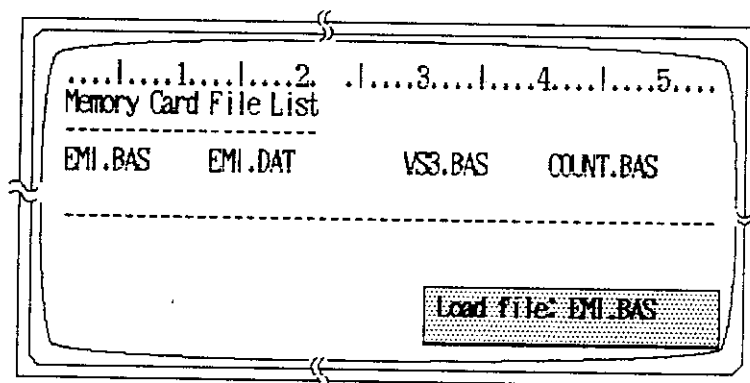 ....|....1....|....2. .|....3....|....4....|....5....
Memory Card File List
----------------------
EMI.BAS EMI.DAT VS3.BAS COUNT.BAS
--------------------------------------------------------
Load file: EMI.BAS